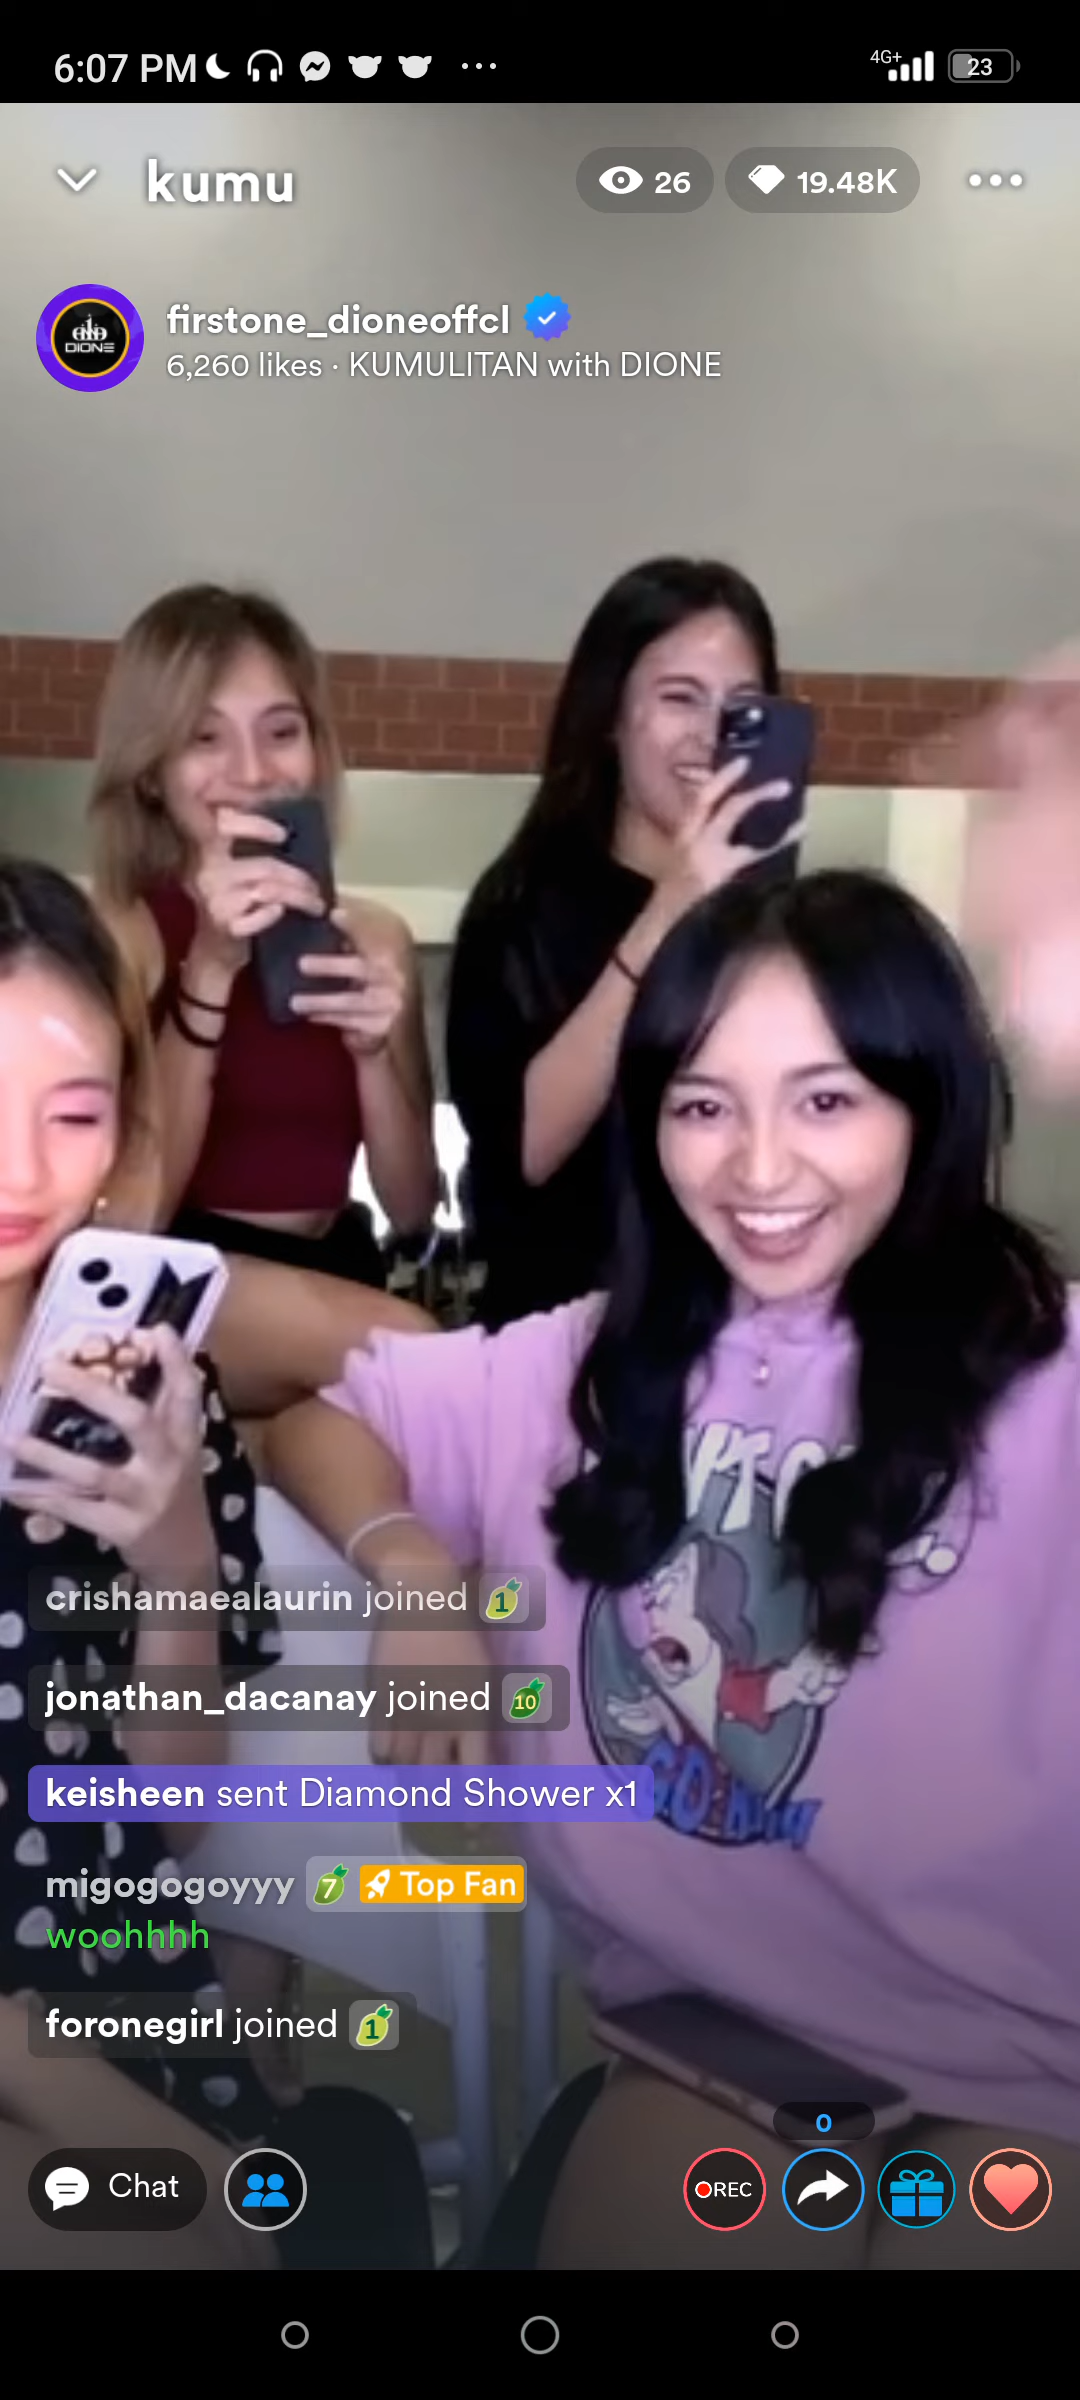 6:07 PM
4G+
23
kumu
26
19.48K
firstone_dioneoffcl
DIONE
6,260 likes · KUMULITAN with DIONE
crishamaealaurin joined 1
jonathan_dacanay joined 10
keisheen sent Diamond Shower x1
migogogoyyy 7 Top Fan
woohhhh
foronegirl joined 1
0
Chat
REC